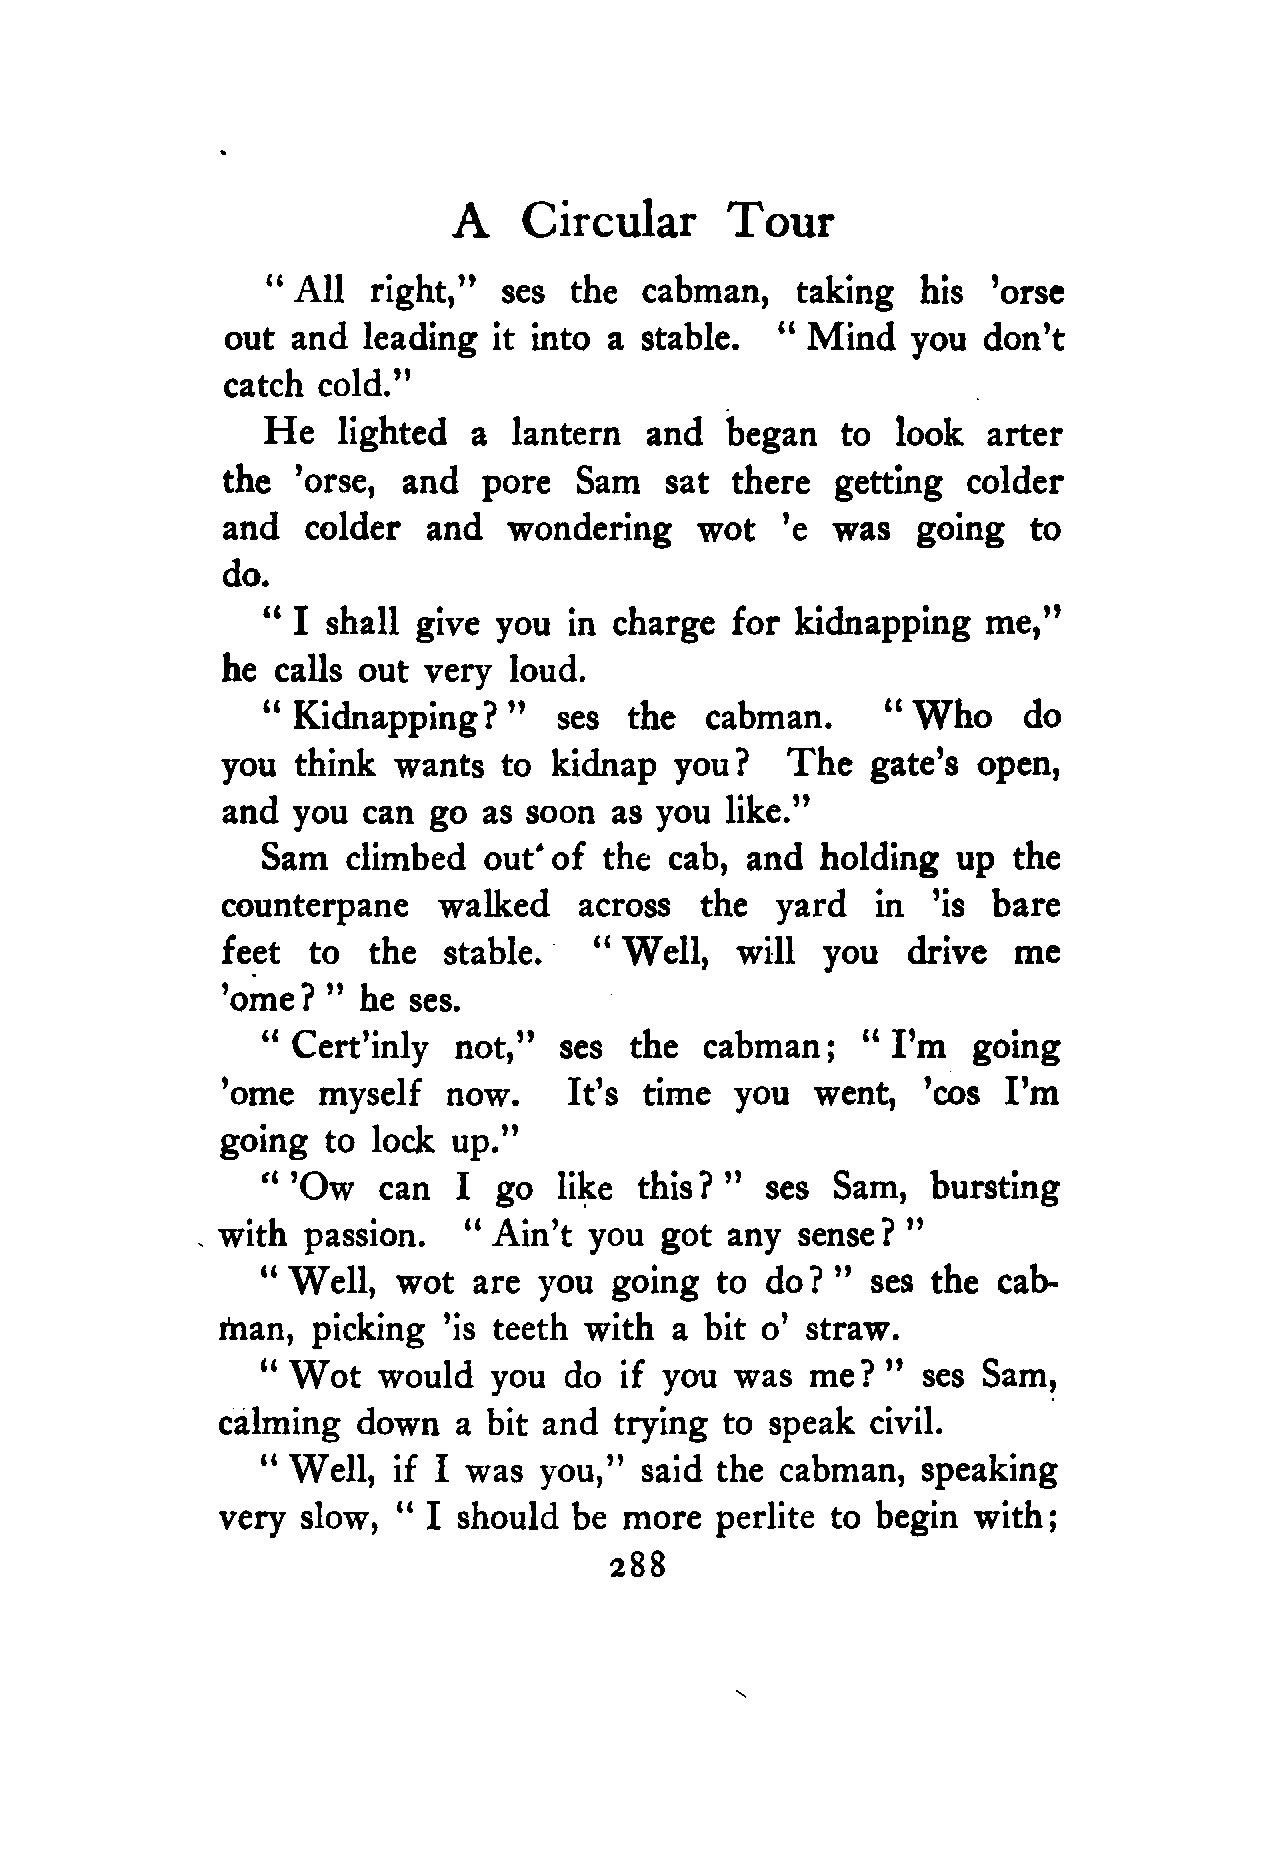 A Circular Tour
" All right," ses the cabman, taking his 'orse
out and leading it into a stable. " Mind you don't
catch cold."
He lighted a lantern and began to look arter
the 'orse, and pore Sam sat there getting colder
and colder and wondering wot 'e was going to
do.
" I shall give you in charge for kidnapping me,"
he calls out very loud.
" Kidnapping? " ses the cabman. " Who do
you think wants to kidnap you? The gate's open,
and you can go as soon as you like."
Sam climbed out of the cab, and holding up the
counterpane walked across the yard in 'is bare
feet to the stable. " Well, will you drive me
'ome? " he ses.
" Cert'inly not," ses the cabman; " I'm going
'ome myself now. It's time you went, 'cos I'm
going to lock up."
" 'Ow can I go like this? " ses Sam, bursting
with passion. " Ain't you got any sense? "
" Well, wot are you going to do? " ses the cab-
man, picking 'is teeth with a bit o' straw.
" Wot would you do if you was me? " ses Sam,
calming down a bit and trying to speak civil.
" Well, if I was you," said the cabman, speaking
very slow, " I should be more perlite to begin with;
288